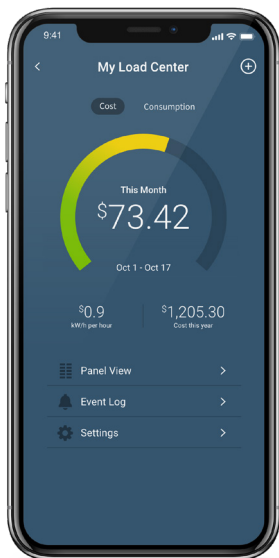 9:41
My Load Center
Cost Consumption
This Month
$73.42
Oct 1 - Oct 17
$0.9 $1,205.30
kW/h per hour Cost this year
Panel View
Event Log
Settings